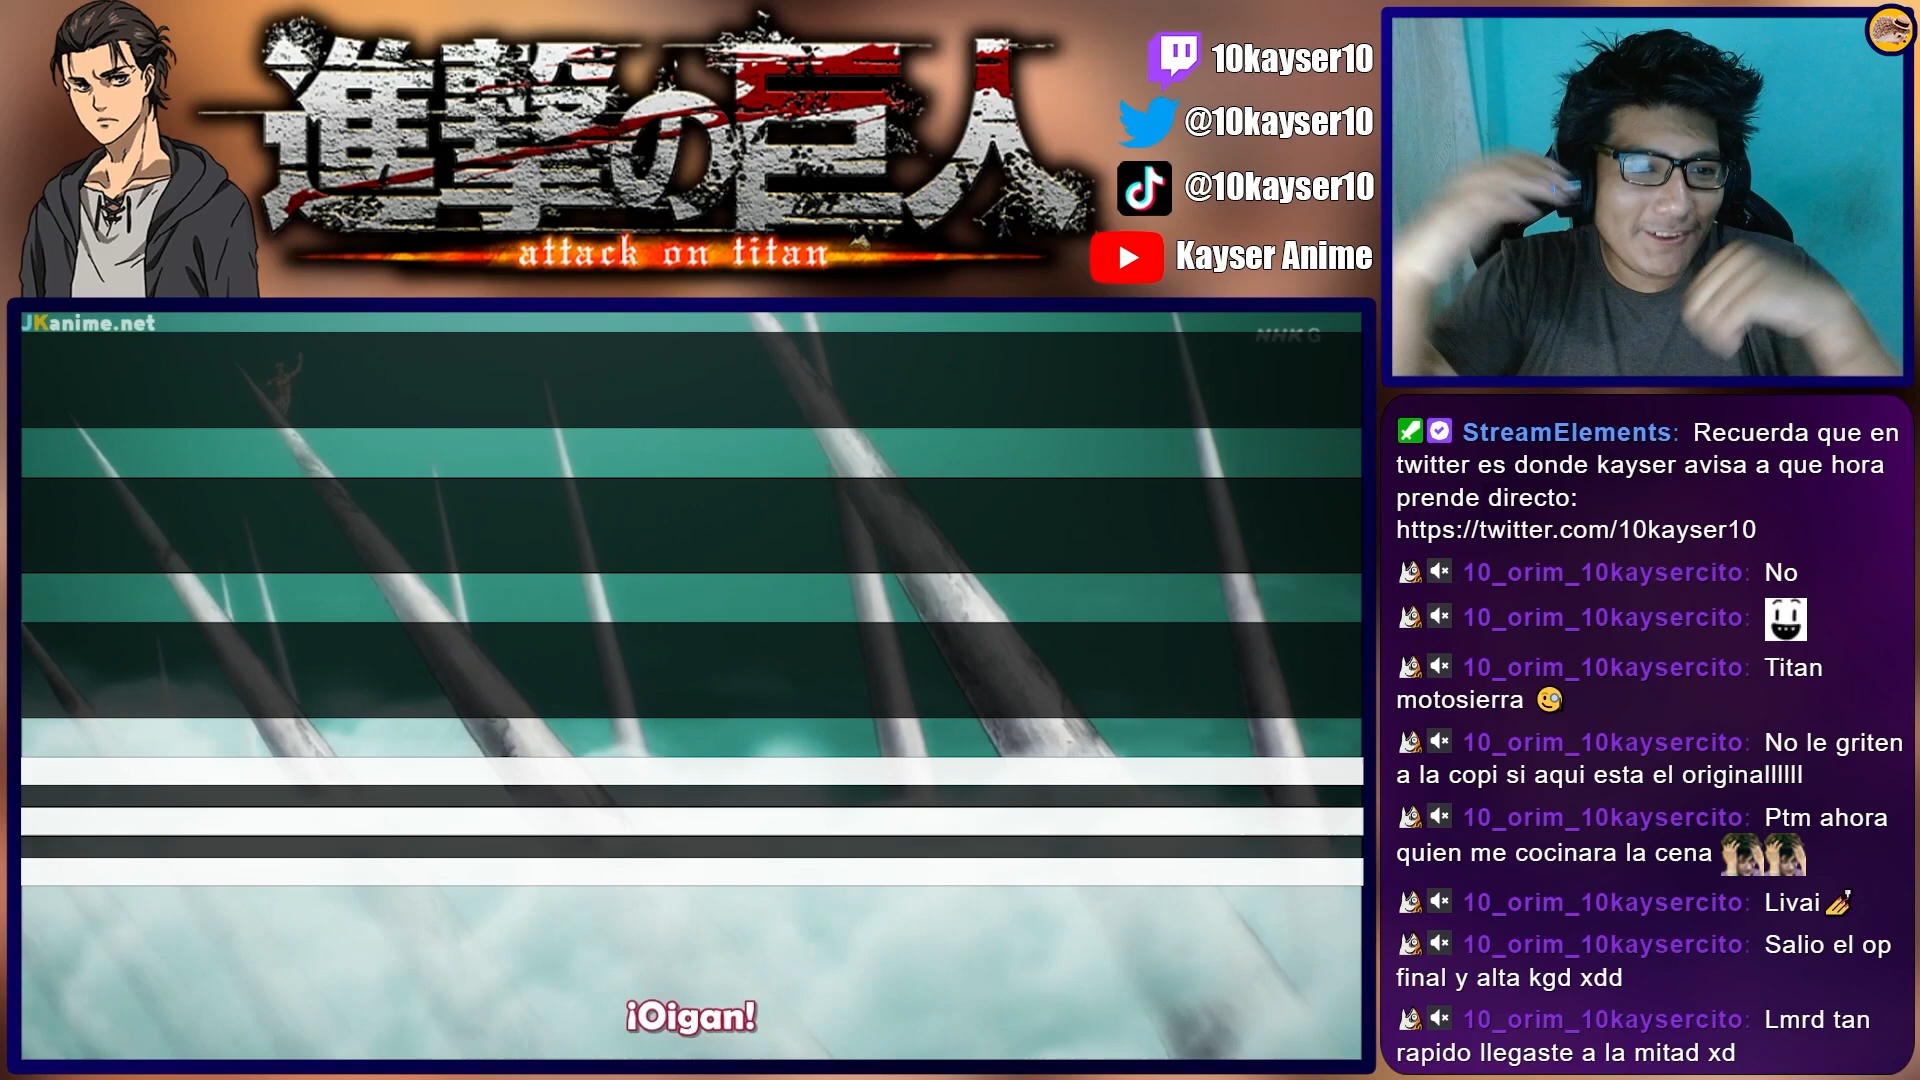 進撃の巨人
attack on titan
10kayser10
@10kayser10
@10kayser10
Kayser Anime
JKanime.net
NHK G
¡Oigan!
StreamElements: Recuerda que en
twitter es donde kayser avisa a que hora
prende directo:
https://twitter.com/10kayser10
10_orim_10kaysercito: No
10_orim_10kaysercito:
10_orim_10kaysercito: Titan
motosierra 🧐
10_orim_10kaysercito: No le griten
a la copi si aqui esta el originallllll
10_orim_10kaysercito: Ptm ahora
quien me cocinara la cena
10_orim_10kaysercito: Livai💅
10_orim_10kaysercito: Salio el op
final y alta kgd xdd
10_orim_10kaysercito: Lmrd tan
rapido llegaste a la mitad xd